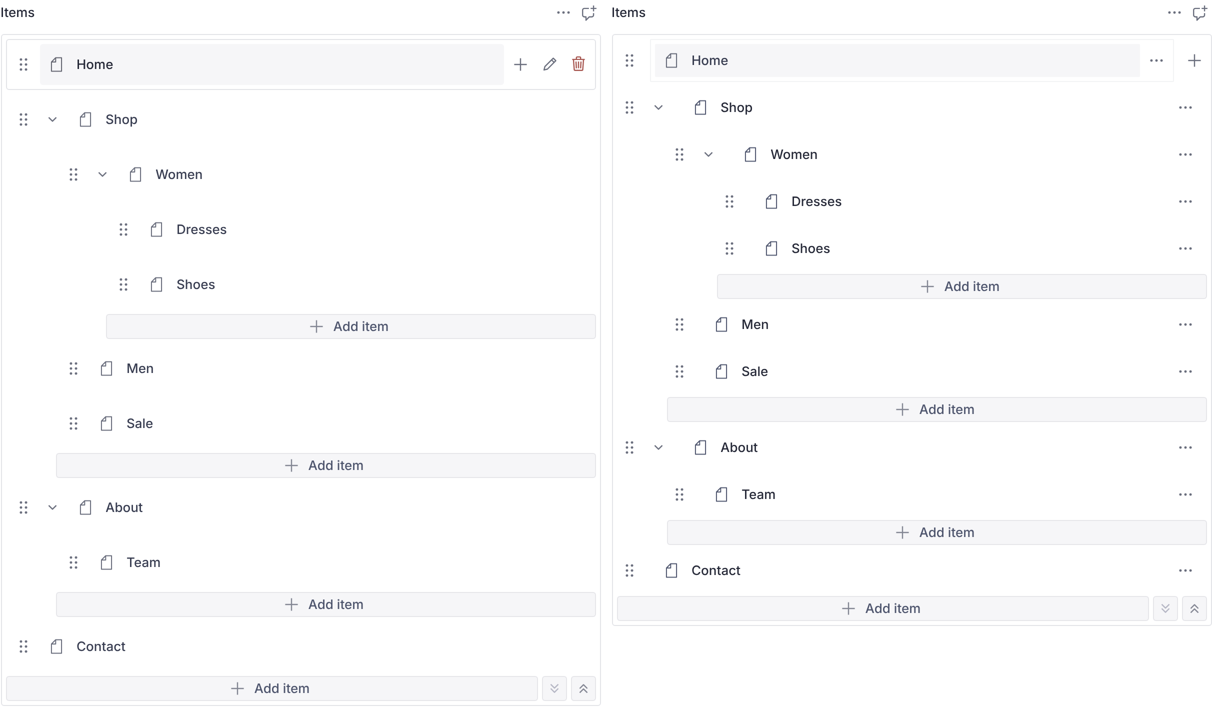 Items
Home
Shop
Women
Dresses
Shoes
Add item
Men
Sale
Add item
About
Team
Add item
Contact
Add item
Items
Home
Shop
Women
Dresses
Shoes
Add item
Men
Sale
Add item
About
Team
Add item
Contact
Add item